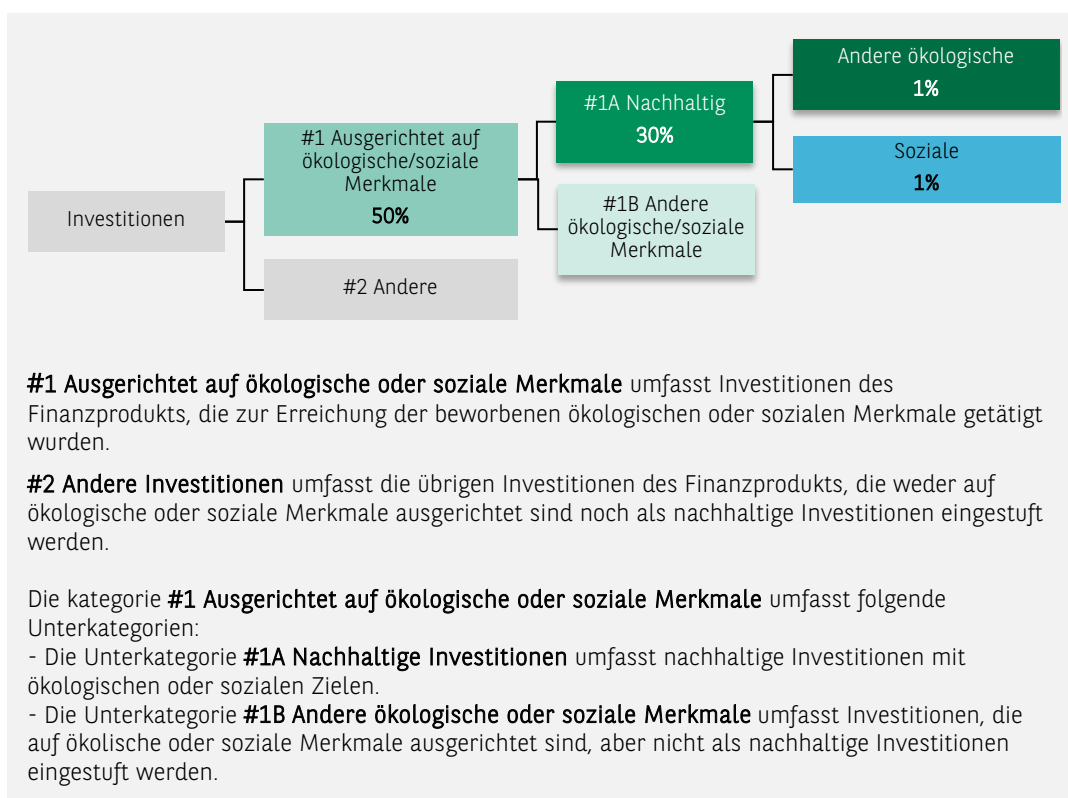 Investitionen
#1 Ausgerichtet auf
ökologische/soziale
Merkmale
50%
#2 Andere
#1A Nachhaltig
30%
#1B Andere
ökologische/soziale
Merkmale
Andere ökologische
1%
Soziale
1%
#1 Ausgerichtet auf ökologische oder soziale Merkmale umfasst Investitionen des
Finanzprodukts, die zur Erreichung der beworbenen ökologischen oder sozialen Merkmale getätigt
wurden.
#2 Andere Investitionen umfasst die übrigen Investitionen des Finanzprodukts, die weder auf
ökologische oder soziale Merkmale ausgerichtet sind noch als nachhaltige Investitionen eingestuft
werden.
Die kategorie #1 Ausgerichtet auf ökologische oder soziale Merkmale umfasst folgende
Unterkategorien:
- Die Unterkategorie #1A Nachhaltige Investitionen umfasst nachhaltige Investitionen mit
ökologischen oder sozialen Zielen.
- Die Unterkategorie #1B Andere ökologische oder soziale Merkmale umfasst Investitionen, die
auf ökolische oder soziale Merkmale ausgerichtet sind, aber nicht als nachhaltige Investitionen
eingestuft werden.